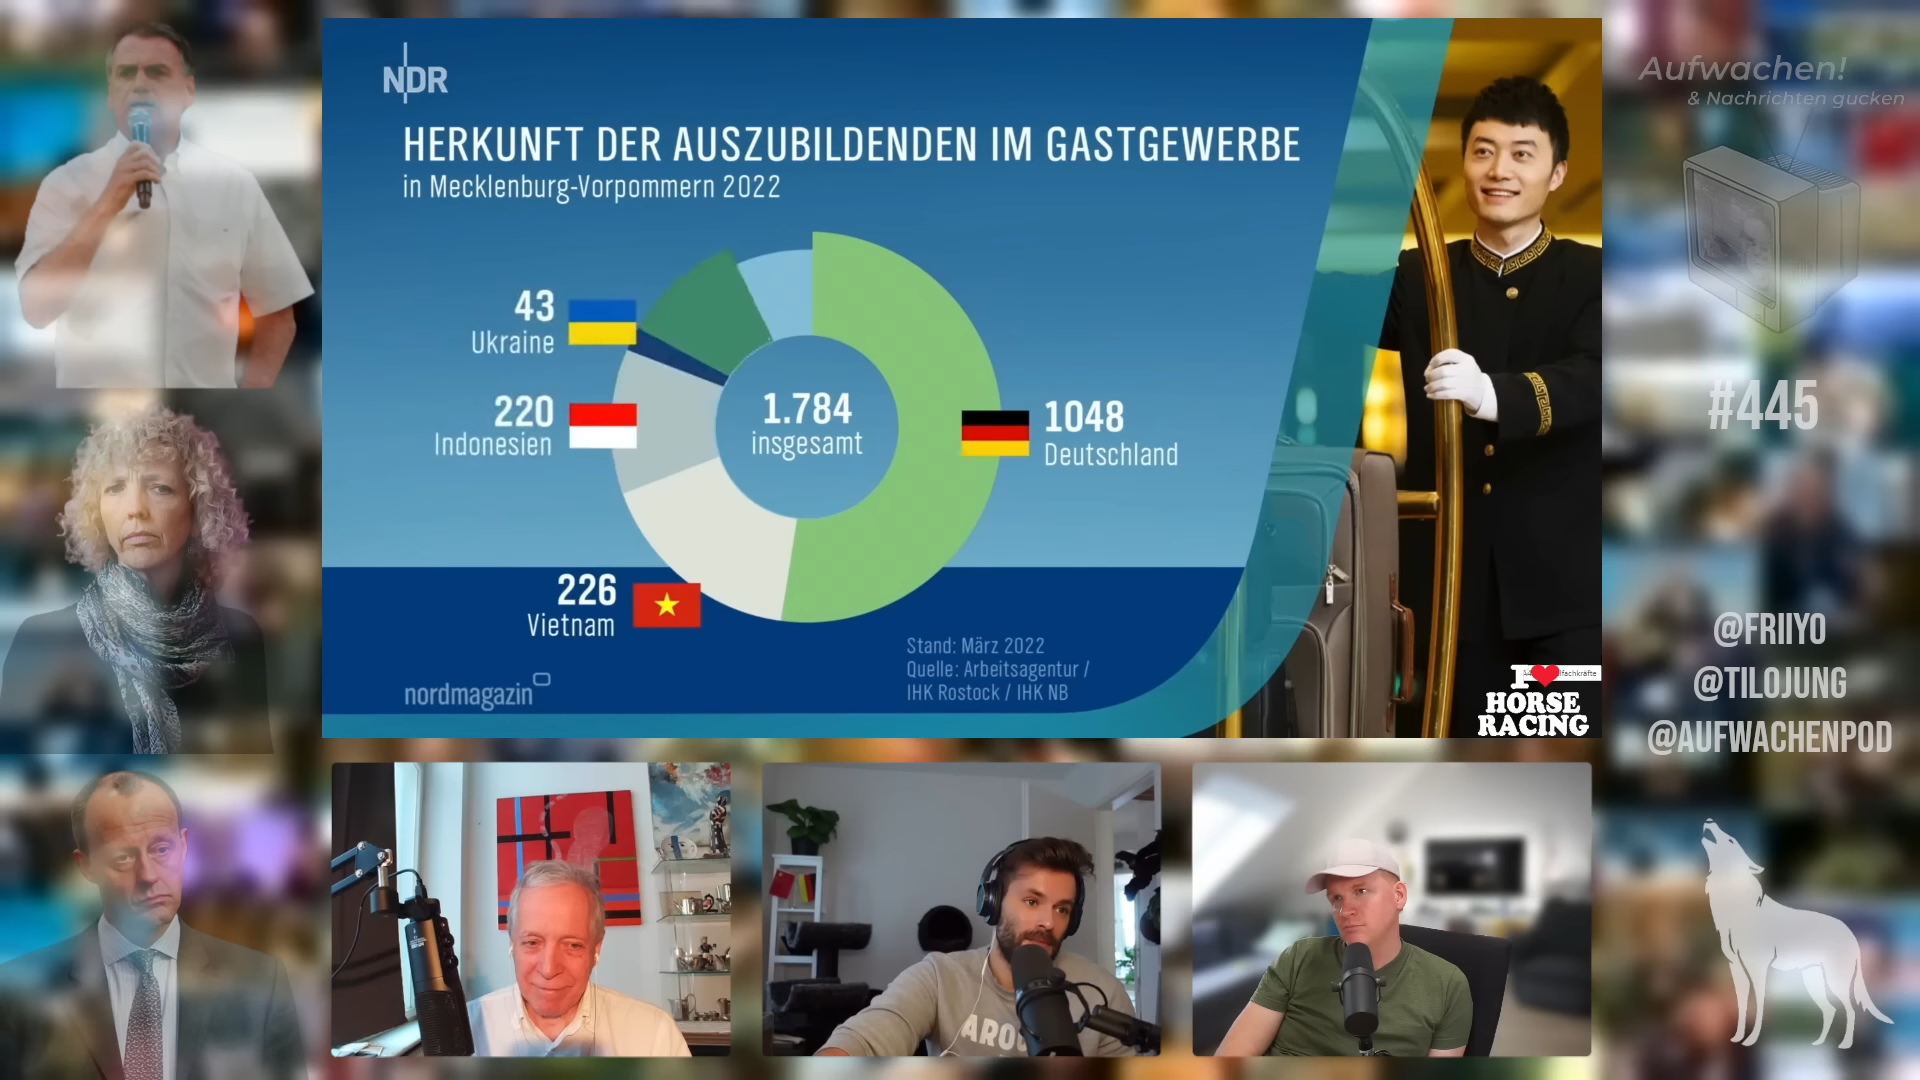 NDR
HERKUNFT DER AUSZUBILDENDEN IM GASTGEWERBE
in Mecklenburg-Vorpommern 2022
43
Ukraine
220
Indonesien
226
Vietnam
1.784
insgesamt
1048
Deutschland
Stand: März 2022
Quelle: Arbeitsagentur /
IHK Rostock / IHK NB
nordmagazin
fachkräfte
I
HORSE
RACING
Aufwachen!
& Nachrichten gucken
#445
@FRIIYO
@TILOJUNG
@AUFWACHENPOD